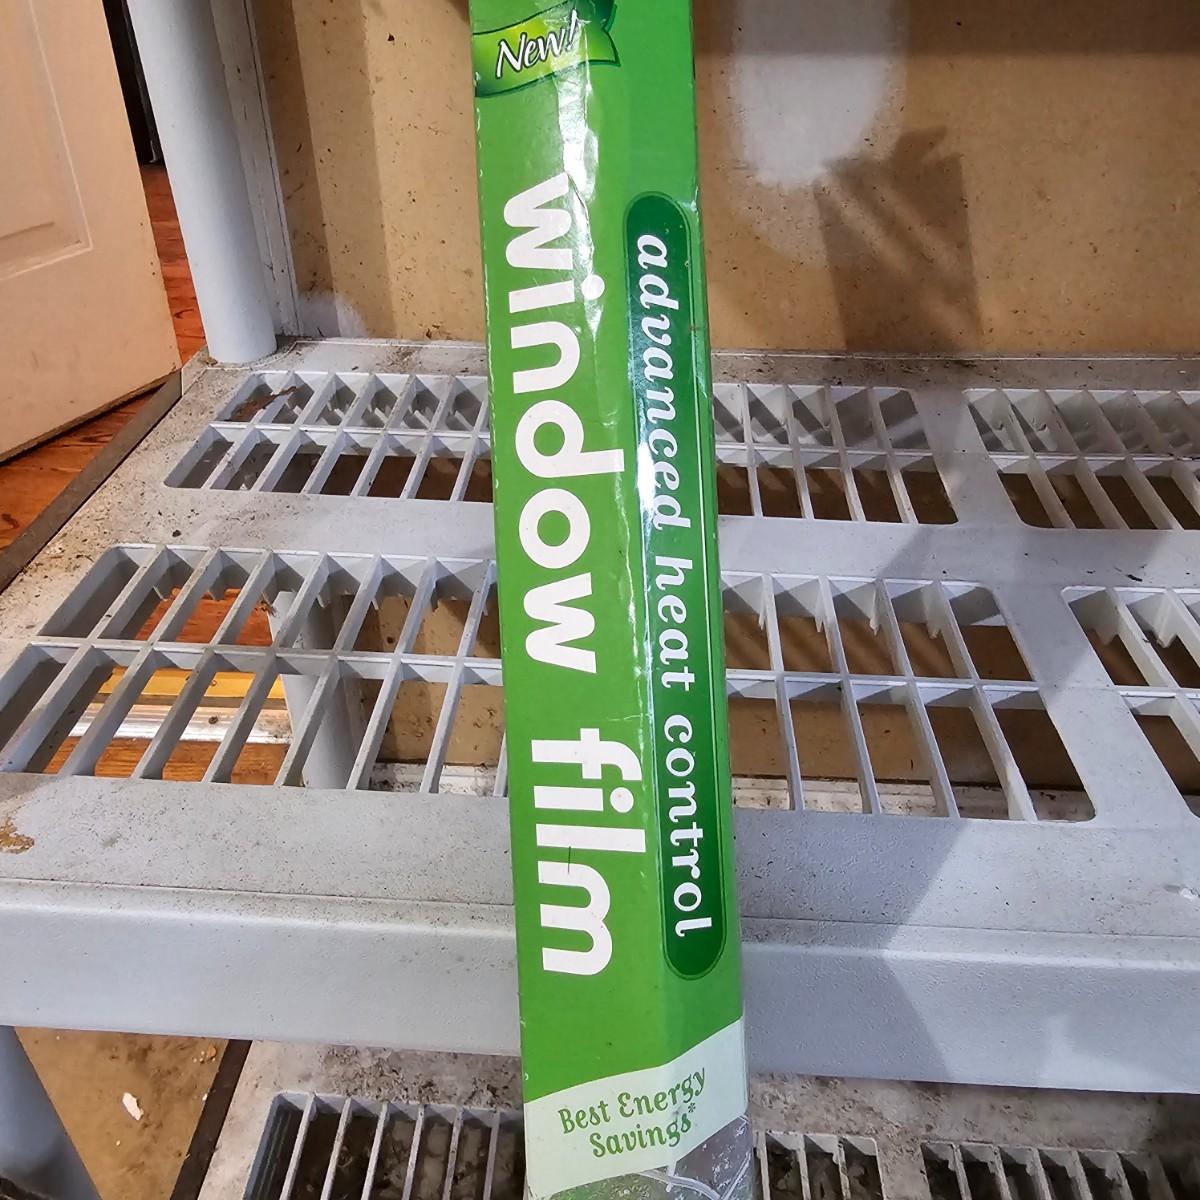 New!
window film
advanced heat control
Best Energy
Savings*